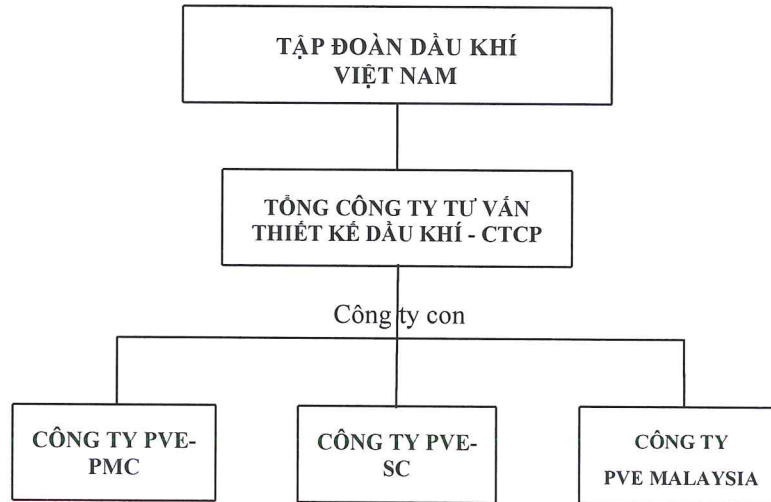 TẬP ĐOÀN DẦU KHÍ
VIỆT NAM
TỔNG CÔNG TY TƯ VẤN
THIẾT KẾ DẦU KHÍ - CTCP
Công ty con
CÔNG TY PVE-
PMC
CÔNG TY PVE-
SC
CÔNG TY
PVE MALAYSIA